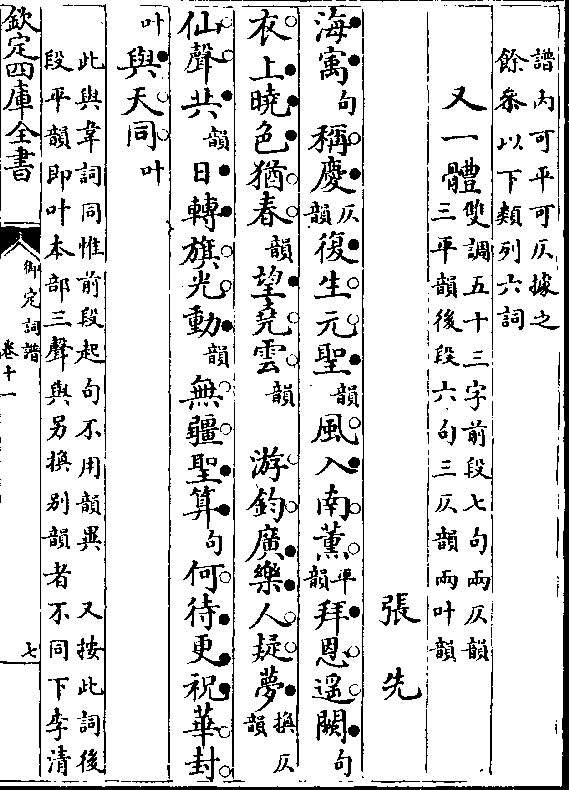 譜內可平可仄據之
餘叅以下類列六詞
又一體雙調五十三字前段七句兩仄韻
三平韻後段六句三仄韻兩叶韻
張先
海寓句稱慶仄韻復生元聖韻風入南薫平韻拜恩遥闕句
衣上曉色猶春韻望堯雲韻 游鈞廣樂人疑夢換仄韻
仙聲共韻日轉旗光動韻無疆聖算句何待更祝華封
叶與天同叶
此與韋詞同惟前段起句不用韻異 又按此詞後
段平韻即叶本部三聲與另換別韻者不同下李清
欽定四庫全書
御定詞譜
卷十一
七